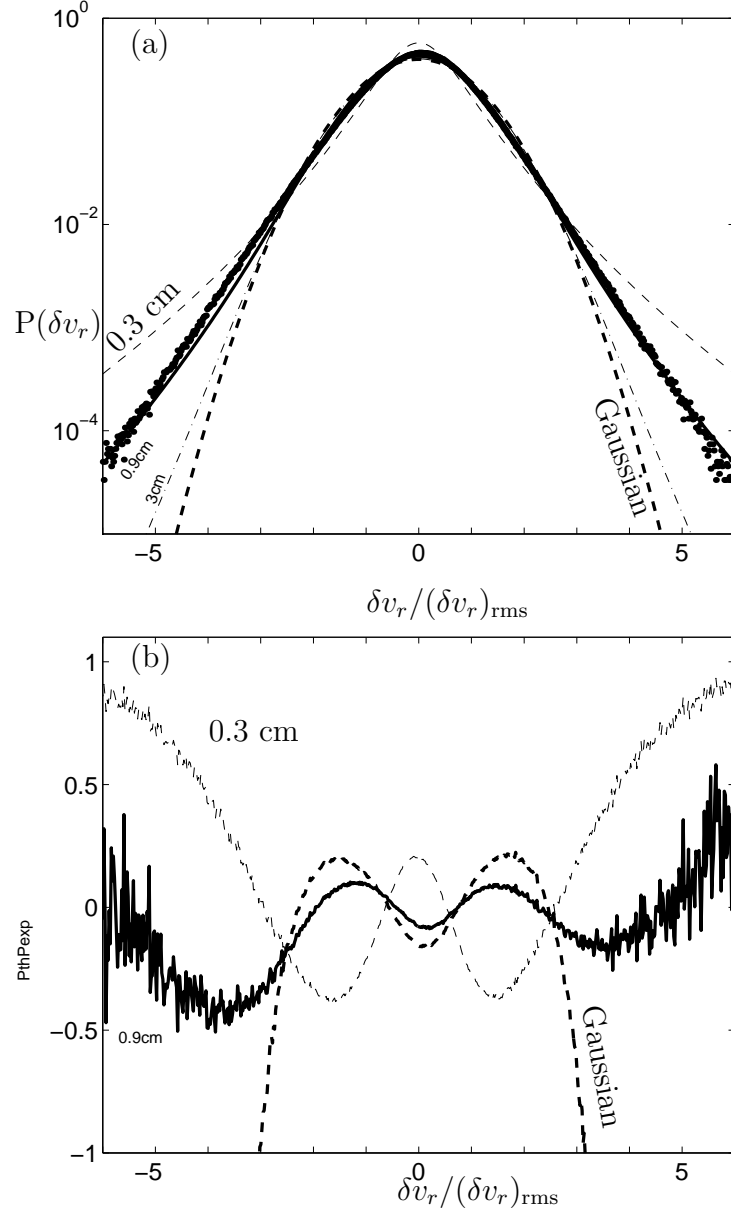 (a)
10^0
10^-2
10^-4
P(δv_r)
0.3 cm
0.9cm
3cm
Gaussian
−5 0 5
δv_r/(δv_r)_rms
(b)
1
0.5
0
−0.5
−1
0.3 cm
PthPexp
0.9cm
Gaussian
−5 0 5
δv_r/(δv_r)_rms